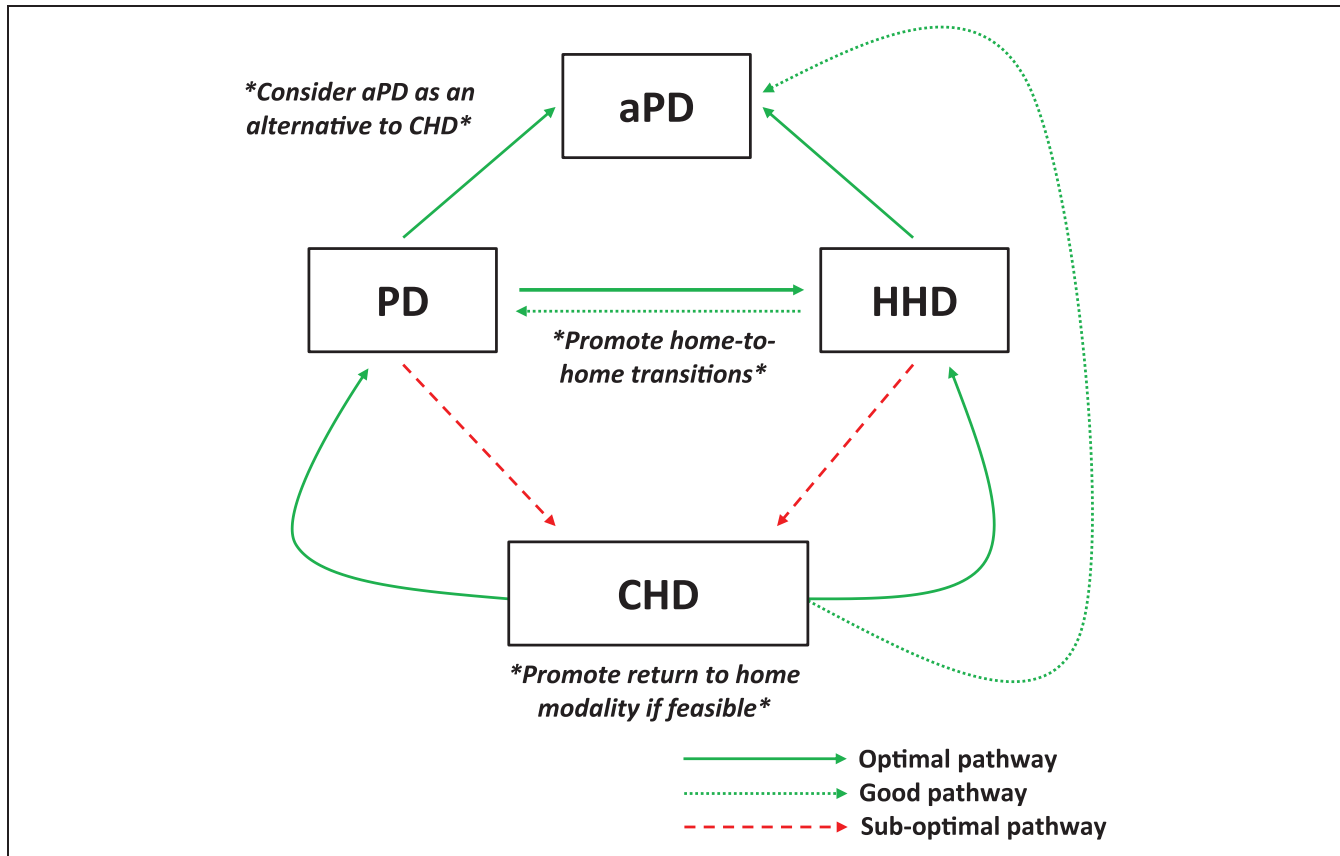 *Consider aPD as an
alternative to CHD*
aPD
PD
HHD
*Promote home-to-
home transitions*
CHD
*Promote return to home
modality if feasible*
Optimal pathway
Good pathway
Sub-optimal pathway